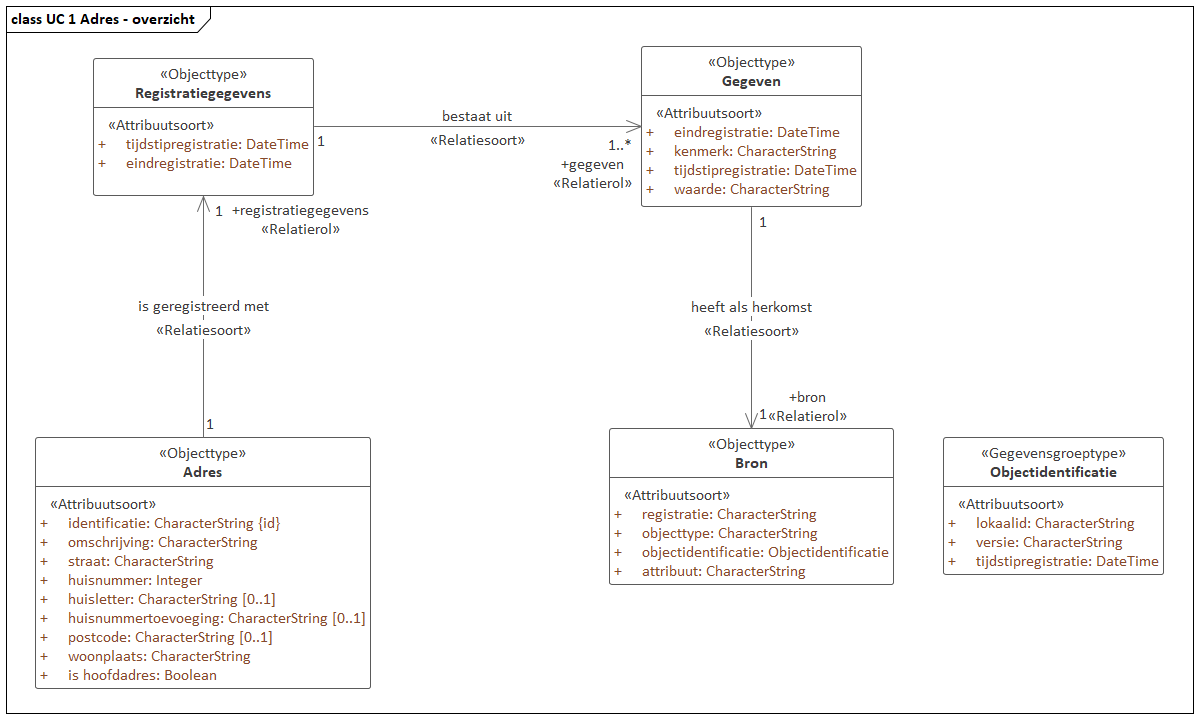 class UC 1 Adres - overzicht
«Objecttype»
Registratiegegevens
«Attribuutsoort»
+ tijdstipregistratie: DateTime
+ eindregistratie: DateTime
bestaat uit
«Relatiesoort»
1
1..*
+gegeven
«Relatierol»
«Objecttype»
Gegeven
«Attribuutsoort»
+ eindregistratie: DateTime
+ kenmerk: CharacterString
+ tijdstipregistratie: DateTime
+ waarde: CharacterString
1 +registratiegegevens
«Relatierol»
is geregistreerd met
«Relatiesoort»
1
1
heeft als herkomst
«Relatiesoort»
+bron
1 «Relatierol»
«Objecttype»
Adres
«Attribuutsoort»
+ identificatie: CharacterString {id}
+ omschrijving: CharacterString
+ straat: CharacterString
+ huisnummer: Integer
+ huisletter: CharacterString [0..1]
+ huisnummertoevoeging: CharacterString [0..1]
+ postcode: CharacterString [0..1]
+ woonplaats: CharacterString
+ is hoofdadres: Boolean
«Objecttype»
Bron
«Attribuutsoort»
+ registratie: CharacterString
+ objecttype: CharacterString
+ objectidentificatie: Objectidentificatie
+ attribuut: CharacterString
«Gegevensgroeptype»
Objectidentificatie
«Attribuutsoort»
+ lokaalid: CharacterString
+ versie: CharacterString
+ tijdstipregistratie: DateTime